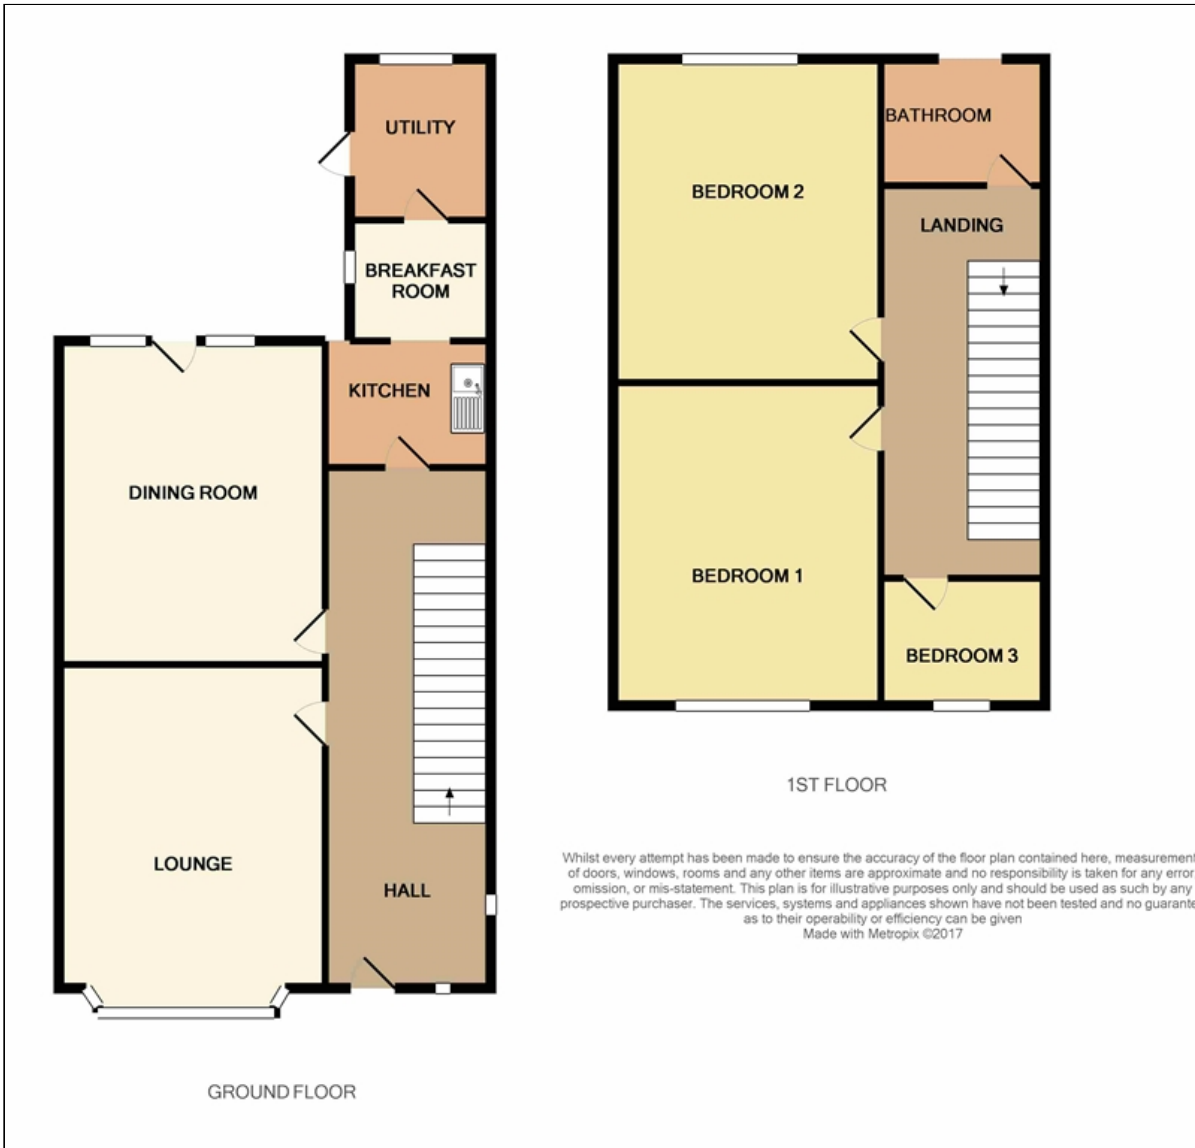 UTILITY
BREAKFAST
ROOM
KITCHEN
DINING ROOM
LOUNGE
HALL
GROUND FLOOR
BEDROOM 2
BATHROOM
LANDING
BEDROOM 1
BEDROOM 3
1ST FLOOR
Whilst every attempt has been made to ensure the accuracy of the floor plan contained here, measurement
of doors, windows, rooms and any other items are approximate and no responsibility is taken for any error
omission, or mis-statement. This plan is for illustrative purposes only and should be used as such by any
prospective purchaser. The services, systems and appliances shown have not been tested and no guarante
as to their operability or efficiency can be given
Made with Metropix ©2017